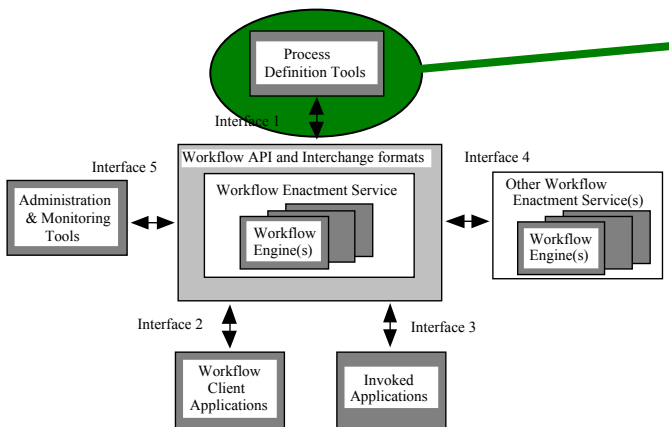 Process
Definition Tools
Interface 1
Workflow API and Interchange formats
Interface 5
Interface 4
Administration
& Monitoring
Tools
Workflow Enactment Service
Workflow
Engine(s)
Other Workflow
Enactment Service(s)
Workflow
Engine(s)
Interface 2
Interface 3
Workflow
Client
Applications
Invoked
Applications